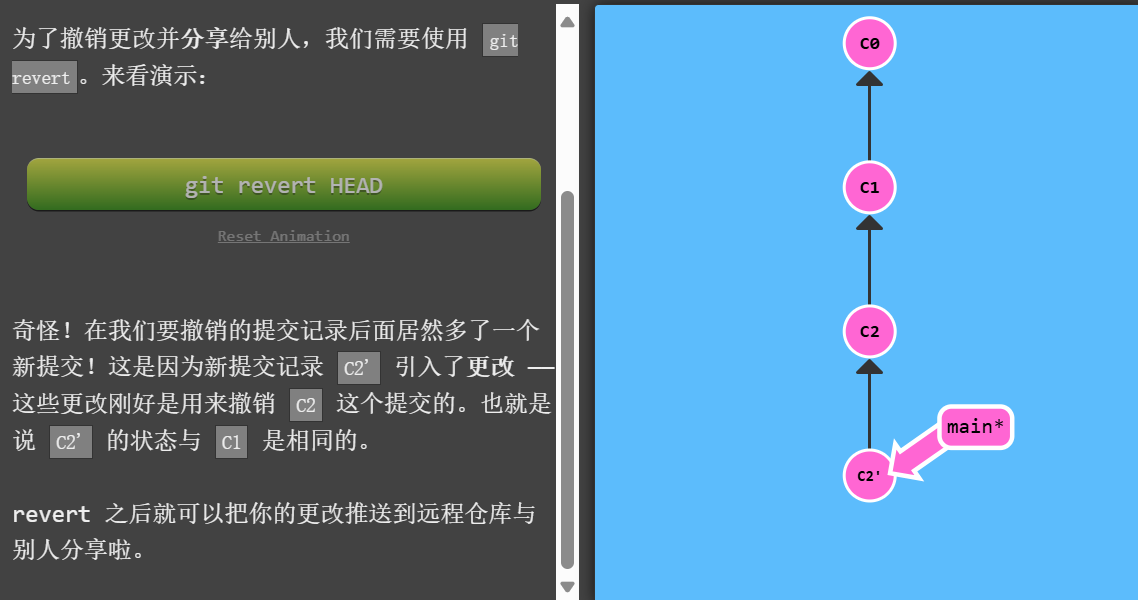 为了撤销更改并分享给别人，我们需要使用 git
revert。来看演示：
git revert HEAD
Reset Animation
奇怪！在我们要撤销的提交记录后面居然多了一个
新提交！这是因为新提交记录 C2' 引入了更改 ——
这些更改刚好是用来撤销 C2 这个提交的。也就是
说 C2' 的状态与 C1 是相同的。
revert 之后就可以把你的更改推送到远程仓库与
别人分享啦。
C0
C1
C2
main*
C2'